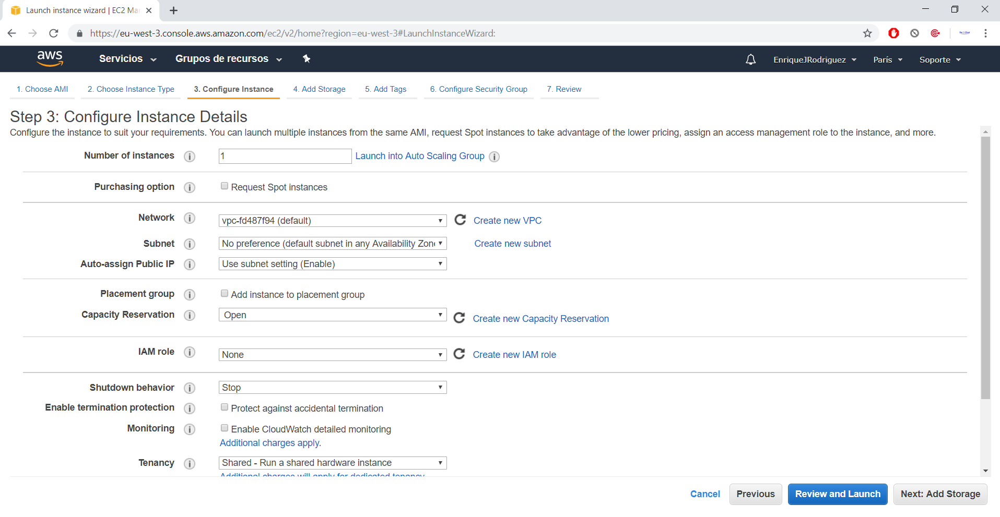 Launch instance wizard | EC2 Ma
https://eu-west-3.console.aws.amazon.com/ec2/v2/home?region=eu-west-3#LaunchInstanceWizard:
aws Servicios Grupos de recursos EnriqueJRodriguez París Soporte
1. Choose AMI 2. Choose Instance Type 3. Configure Instance 4. Add Storage 5. Add Tags 6. Configure Security Group 7. Review
Step 3: Configure Instance Details
Configure the instance to suit your requirements. You can launch multiple instances from the same AMI, request Spot instances to take advantage of the lower pricing, assign an access management role to the instance, and more.
Number of instances 1 Launch into Auto Scaling Group
Purchasing option Request Spot instances
Network vpc-fd487f94 (default) Create new VPC
Subnet No preference (default subnet in any Availability Zone Create new subnet
Auto-assign Public IP Use subnet setting (Enable)
Placement group Add instance to placement group
Capacity Reservation Open Create new Capacity Reservation
IAM role None Create new IAM role
Shutdown behavior Stop
Enable termination protection Protect against accidental termination
Monitoring Enable CloudWatch detailed monitoring
Additional charges apply.
Tenancy Shared - Run a shared hardware instance
Additional charges will apply for dedicated tenancy
Cancel Previous Review and Launch Next: Add Storage